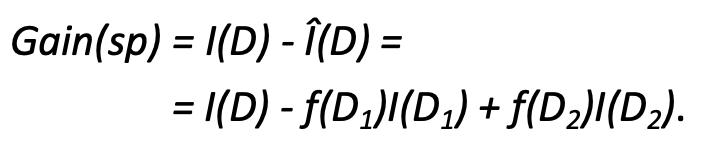 Gain(sp) = I(D) - Î(D) =
= I(D) - f(D₁)I(D₁) + f(D₂)I(D₂).